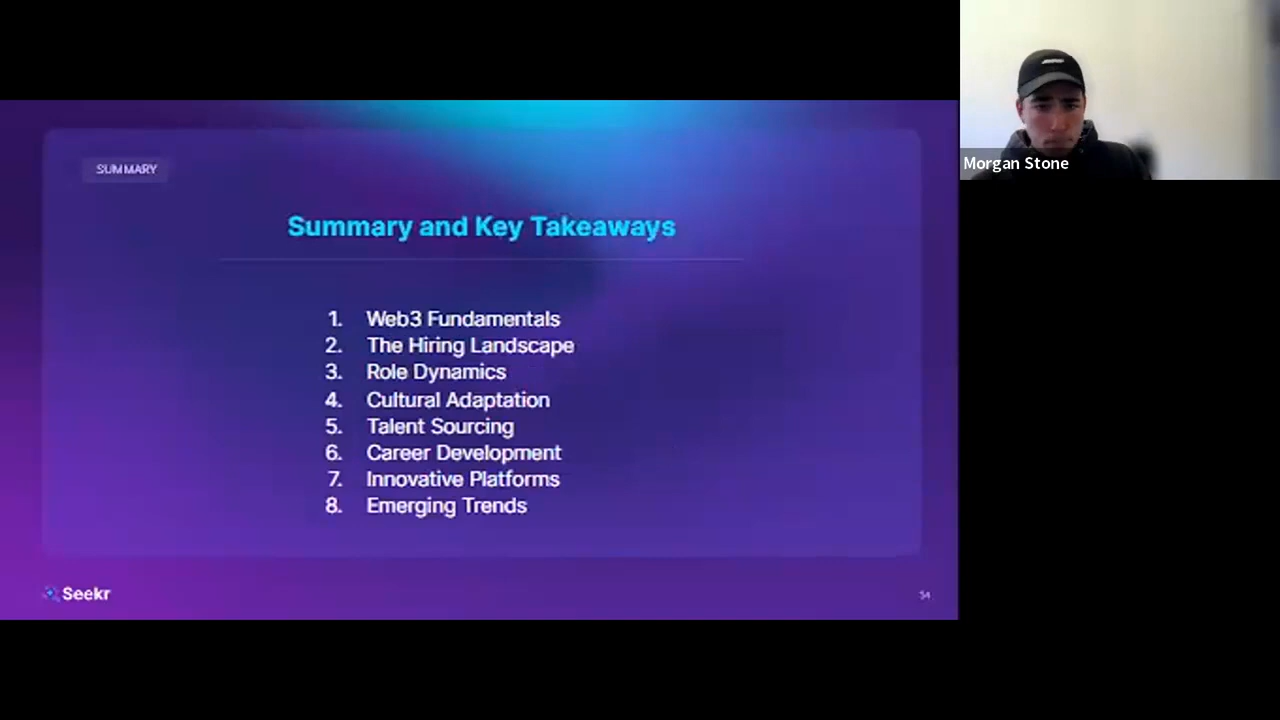 SUMMARY
Summary and Key Takeaways
1. Web3 Fundamentals
2. The Hiring Landscape
3. Role Dynamics
4. Cultural Adaptation
5. Talent Sourcing
6. Career Development
7. Innovative Platforms
8. Emerging Trends
Seekr
54
Morgan Stone